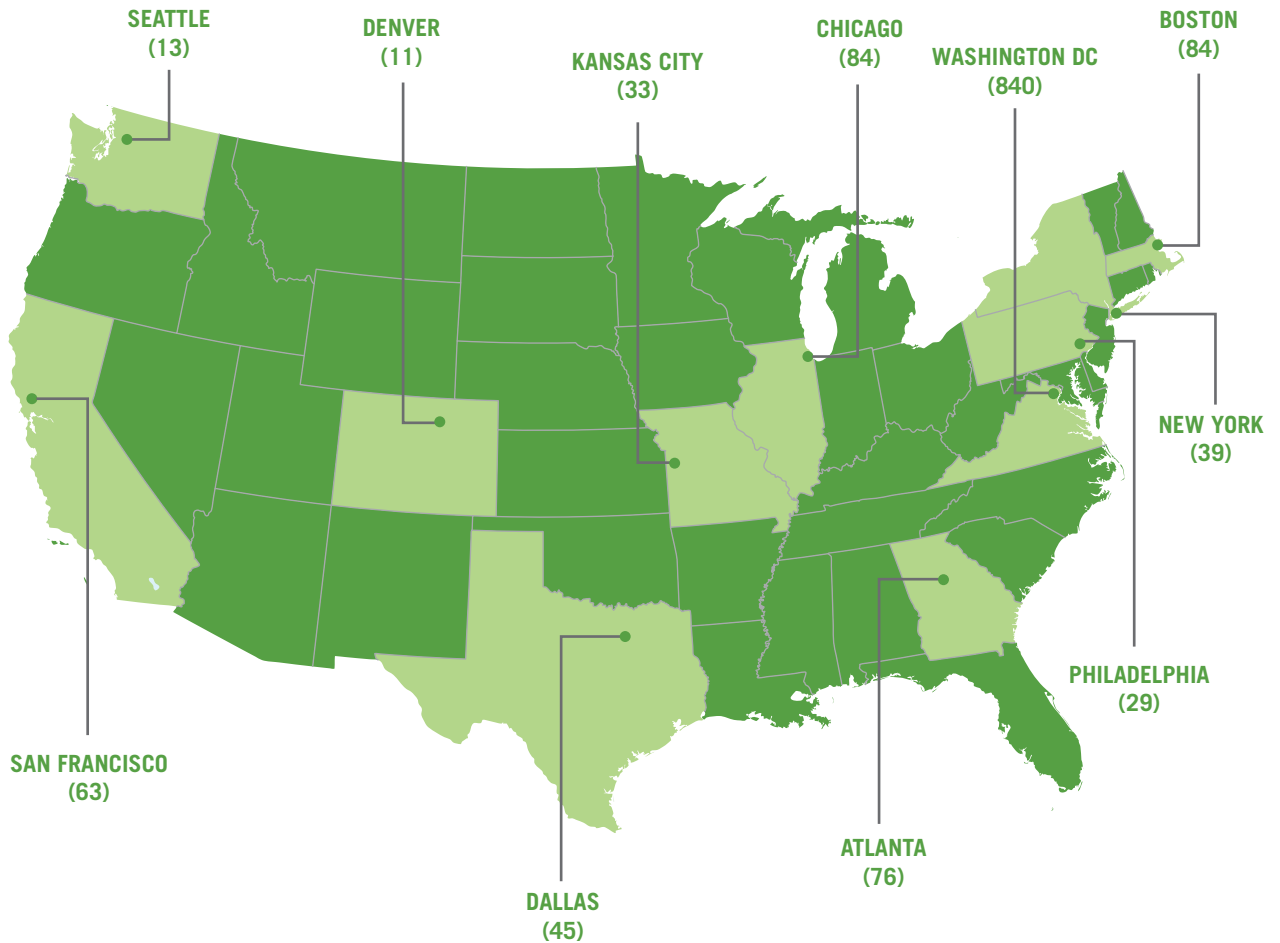 SEATTLE
(13)
DENVER
(11)
KANSAS CITY
(33)
CHICAGO
(84)
WASHINGTON DC
(840)
BOSTON
(84)
NEW YORK
(39)
PHILADELPHIA
(29)
SAN FRANCISCO
(63)
ATLANTA
(76)
DALLAS
(45)